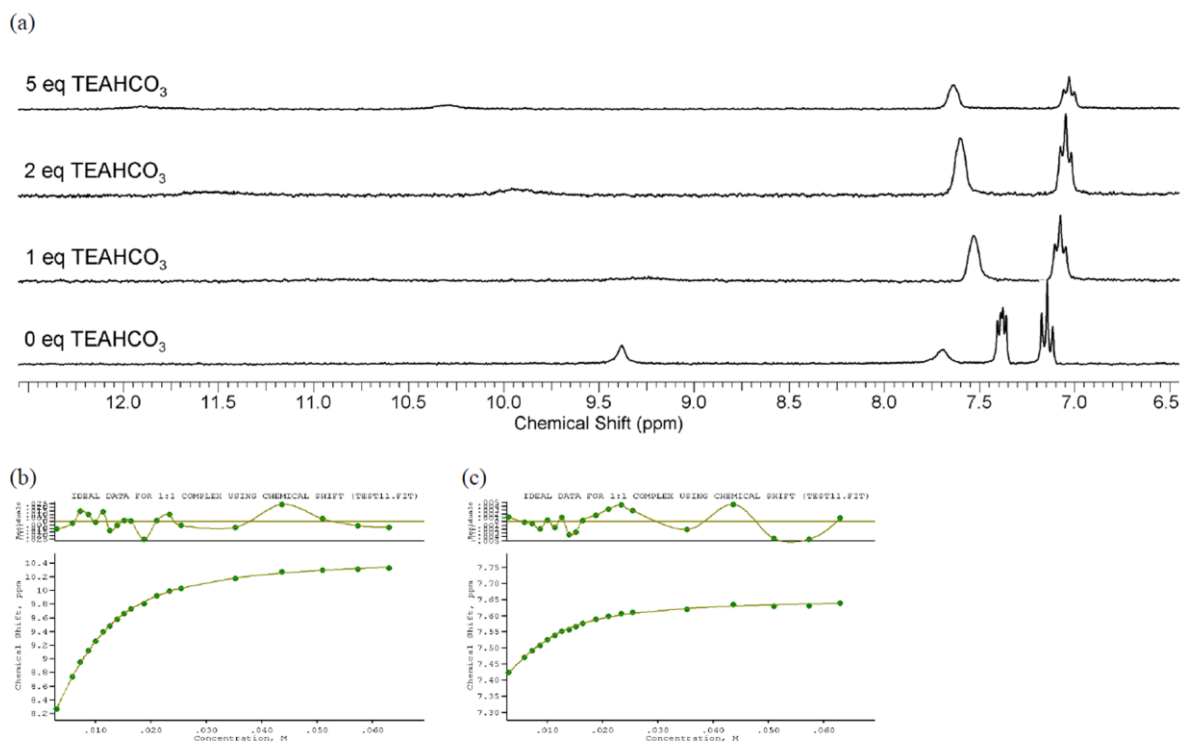 (a)
5 eq TEAHCO₃
2 eq TEAHCO₃
1 eq TEAHCO₃
0 eq TEAHCO₃
12.0 11.5 11.0 10.5 10.0 9.5 9.0 8.5 8.0 7.5 7.0 6.5
Chemical Shift (ppm)
(b)
IDEAL DATA FOR 1:1 COMPLEX USING CHEMICAL SHIFT (TEST11.FIT)
Residuals
10.4
10.2
10
9.8
9.6
9.4
9.2
9
8.8
8.6
8.4
8.2
Chemical Shift, ppm
.010 .020 .030 .040 .050 .060
Concentration, M
(c)
IDEAL DATA FOR 1:1 COMPLEX USING CHEMICAL SHIFT (TEST11.FIT)
Residuals
7.75
7.70
7.65
7.60
7.55
7.50
7.45
7.40
7.35
7.30
Chemical Shift, ppm
.010 .020 .030 .040 .050 .060
Concentration, M